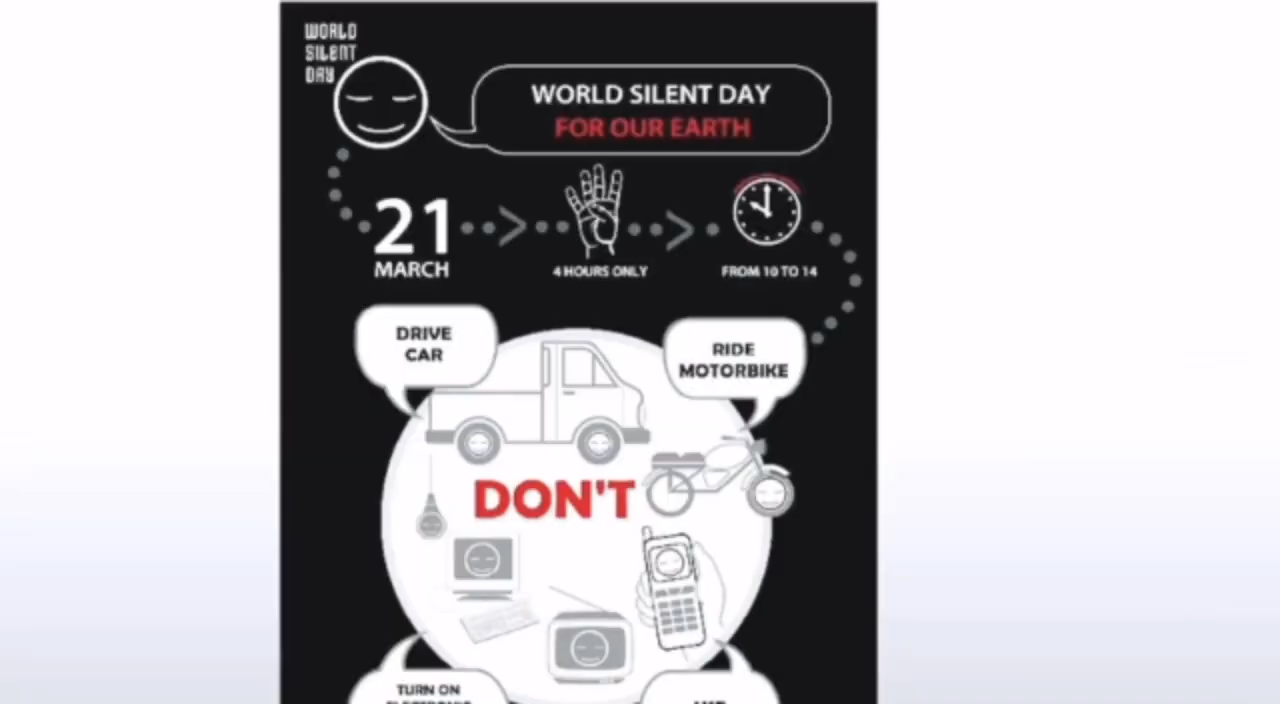 WORLD
SILENT
DAY
WORLD SILENT DAY
FOR OUR EARTH
21
MARCH
4 HOURS ONLY
FROM 10 TO 14
DRIVE
CAR
RIDE
MOTORBIKE
DON'T
TURN ON